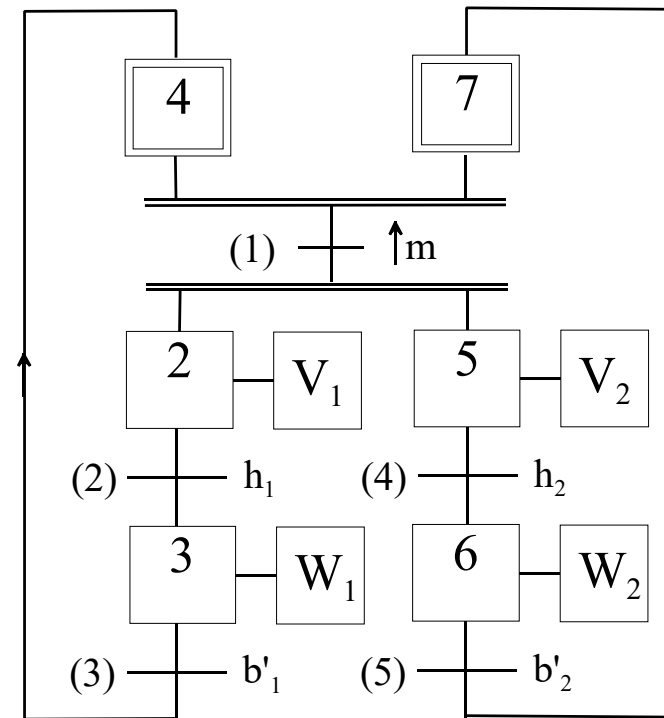 4 7
(1) ↑m
2 V₁ 5 V₂
(2) h₁ (4) h₂
3 W₁ 6 W₂
(3) b'₁ (5) b'₂